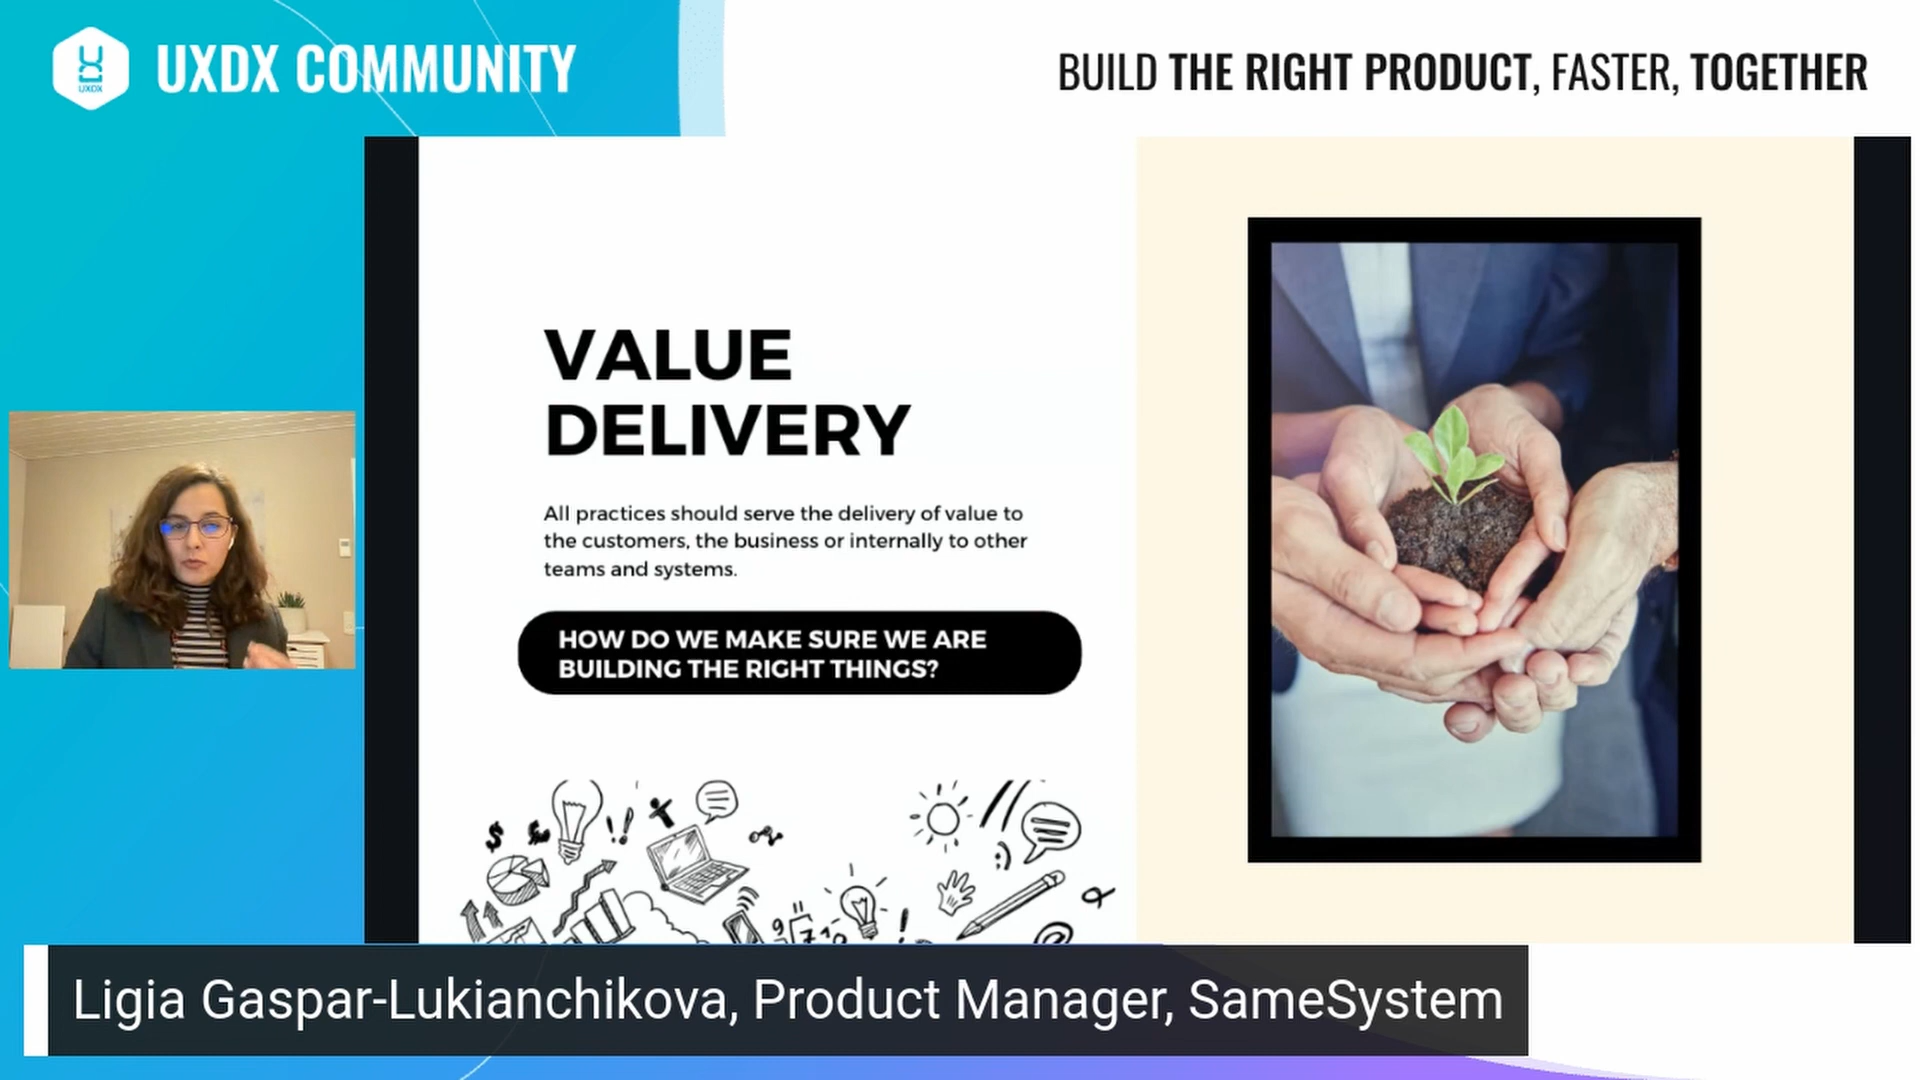 UXDX
UXDX COMMUNITY
BUILD THE RIGHT PRODUCT, FASTER, TOGETHER
VALUE
DELIVERY
All practices should serve the delivery of value to
the customers, the business or internally to other
teams and systems.
HOW DO WE MAKE SURE WE ARE
BUILDING THE RIGHT THINGS?
Ligia Gaspar-Lukianchikova, Product Manager, SameSystem